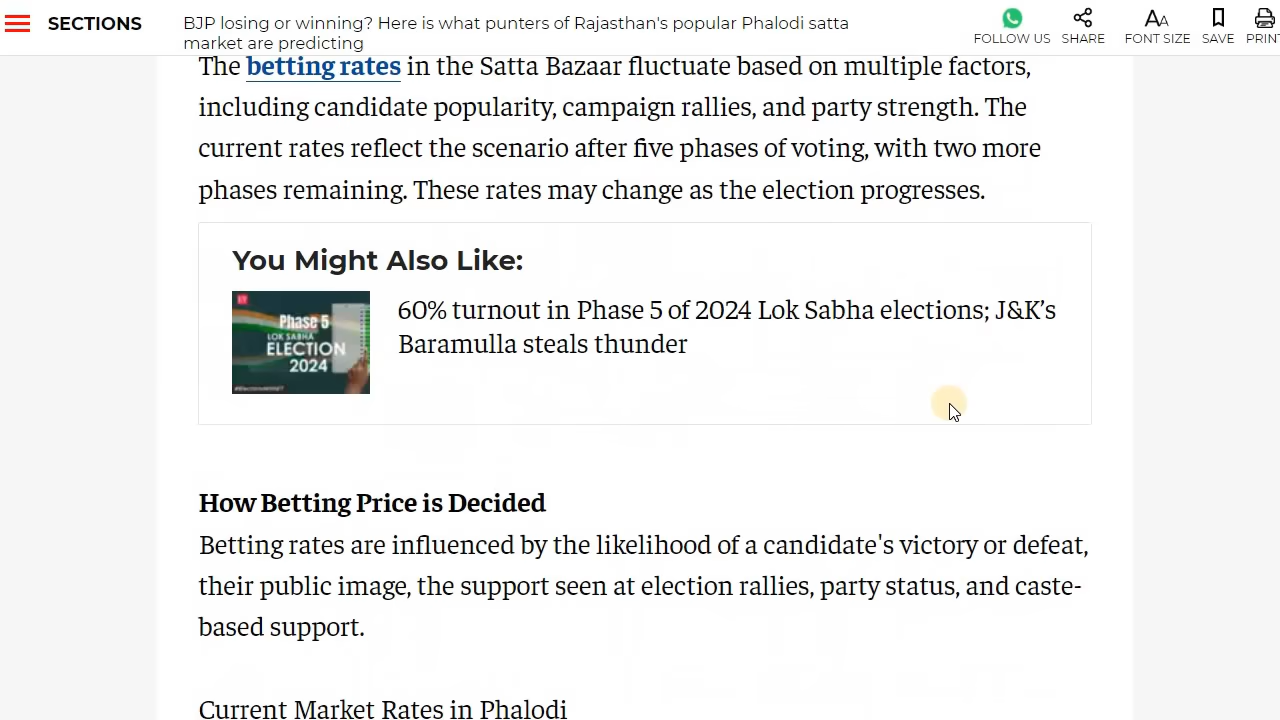 SECTIONS
BJP losing or winning? Here is what punters of Rajasthan's popular Phalodi satta
market are predicting
FOLLOW US
SHARE
FONT SIZE
SAVE
PRINT
The betting rates in the Satta Bazaar fluctuate based on multiple factors,
including candidate popularity, campaign rallies, and party strength. The
current rates reflect the scenario after five phases of voting, with two more
phases remaining. These rates may change as the election progresses.
You Might Also Like:
ET
Phase 5
LOK SABHA
ELECTION
2024
60% turnout in Phase 5 of 2024 Lok Sabha elections; J&K’s
Baramulla steals thunder
How Betting Price is Decided
Betting rates are influenced by the likelihood of a candidate's victory or defeat,
their public image, the support seen at election rallies, party status, and caste-
based support.
Current Market Rates in Phalodi